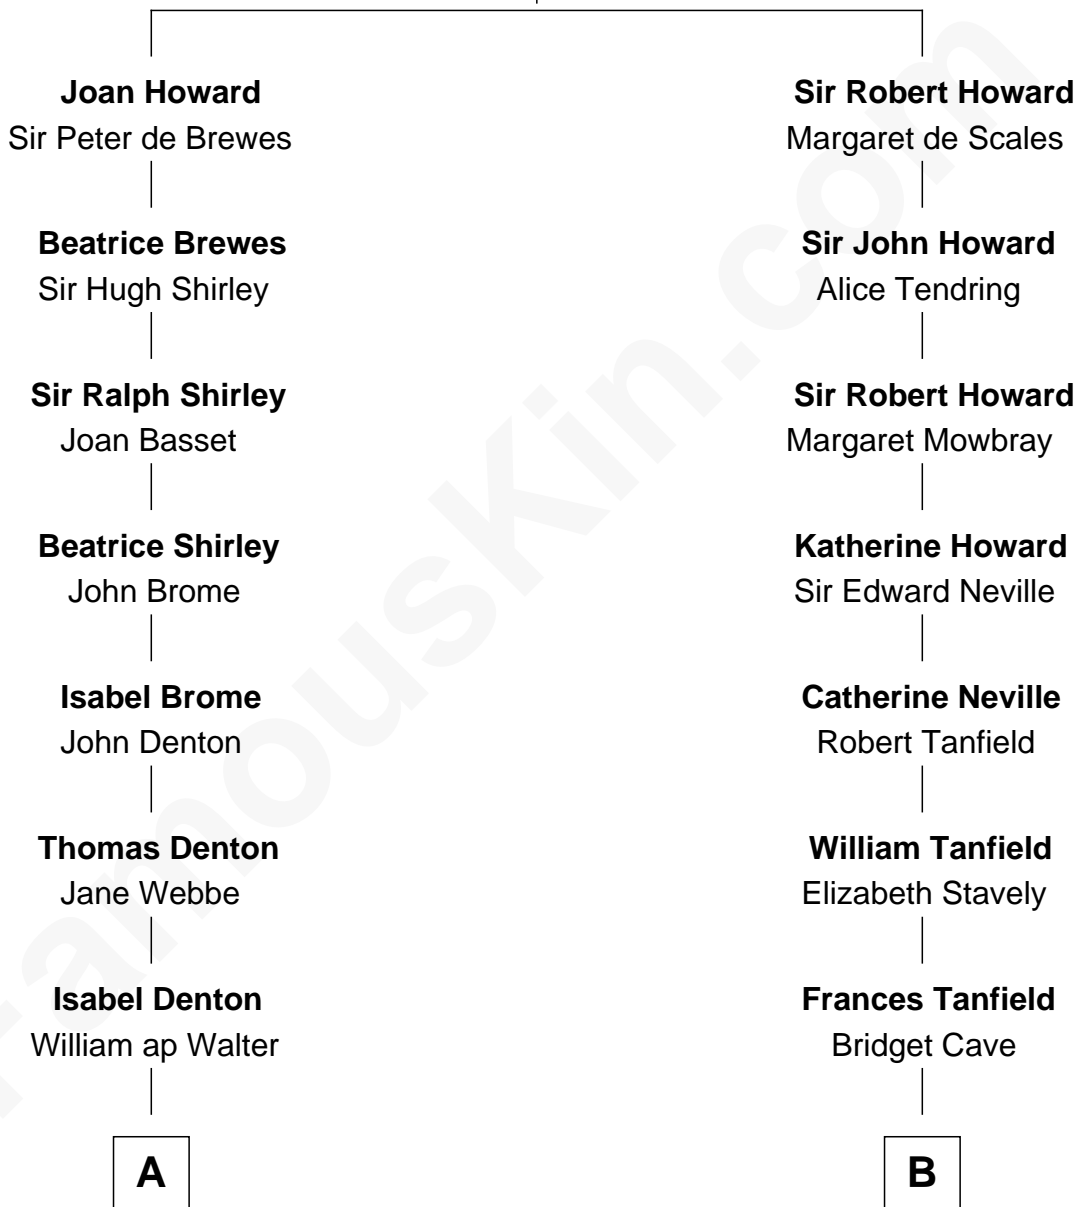 Joan Howard
Sir Peter de Brewes
Beatrice Brewes
Sir Hugh Shirley
Sir Ralph Shirley
Joan Basset
Beatrice Shirley
John Brome
Isabel Brome
John Denton
Thomas Denton
Jane Webbe
Isabel Denton
William ap Walter
A
Sir Robert Howard
Margaret de Scales
Sir John Howard
Alice Tendring
Sir Robert Howard
Margaret Mowbray
Katherine Howard
Sir Edward Neville
Catherine Neville
Robert Tanfield
William Tanfield
Elizabeth Stavely
Frances Tanfield
Bridget Cave
B
FamousKin.com